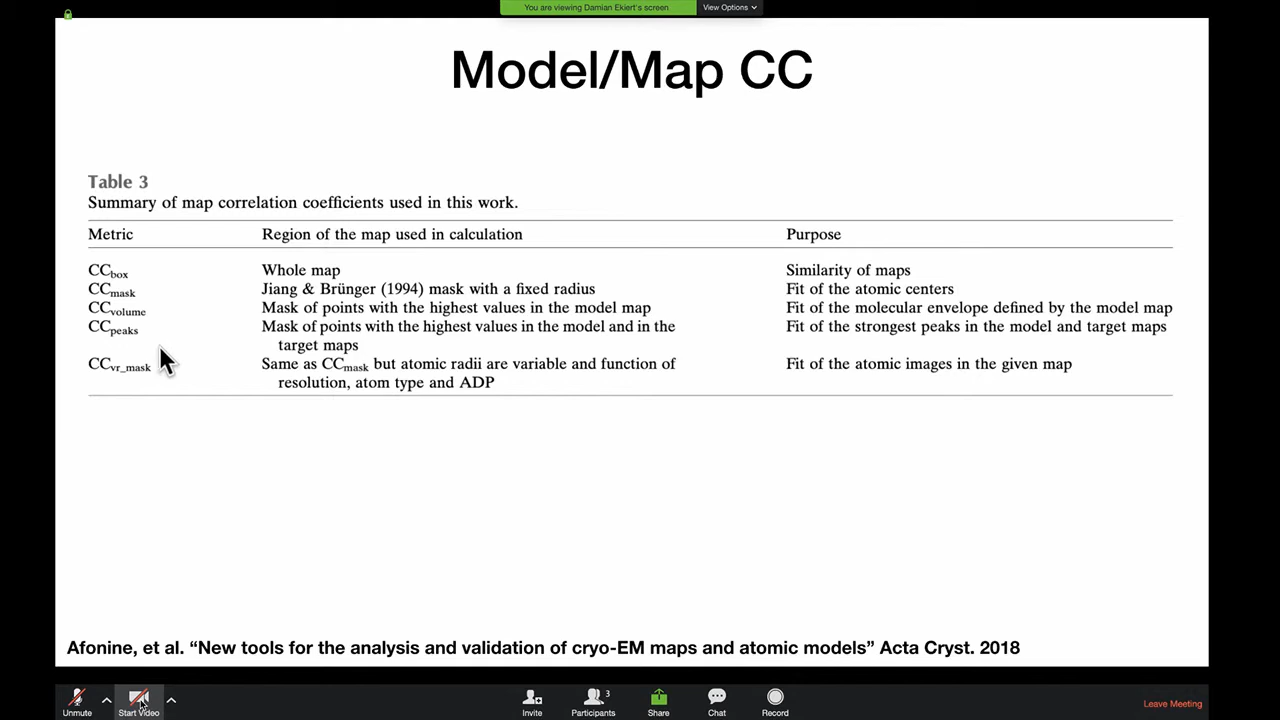 You are viewing Damian Ekiert's screen View Options
Model/Map CC
Table 3
Summary of map correlation coefficients used in this work.
Metric Region of the map used in calculation Purpose
CCbox Whole map Similarity of maps
CCmask Jiang & Brünger (1994) mask with a fixed radius Fit of the atomic centers
CCvolume Mask of points with the highest values in the model map Fit of the molecular envelope defined by the model map
CCpeaks Mask of points with the highest values in the model and in the Fit of the strongest peaks in the model and target maps
target maps
CCvr_mask Same as CCmask but atomic radii are variable and function of Fit of the atomic images in the given map
resolution, atom type and ADP
Afonine, et al. “New tools for the analysis and validation of cryo-EM maps and atomic models” Acta Cryst. 2018
3
Unmute Start Video Invite Participants Share Chat Record Leave Meeting